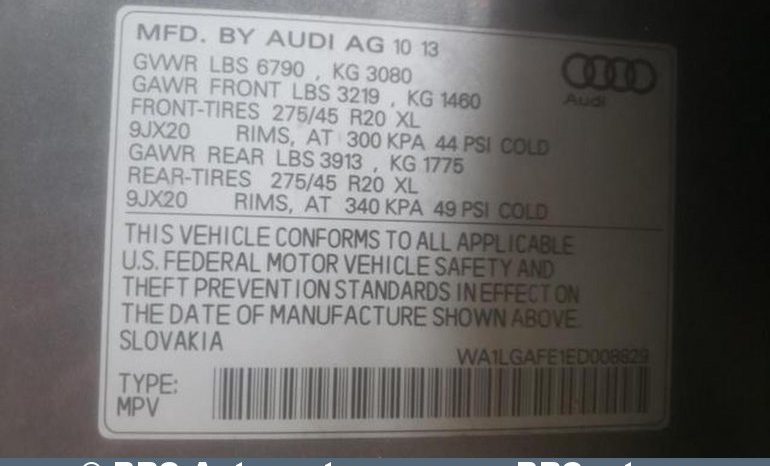 MFD. BY AUDI AG 10 13
Audi
GVWR LBS 6790 , KG 3080
GAWR FRONT LBS 3219 , KG 1460
FRONT-TIRES 275/45 R20 XL
9JX20 RIMS, AT 300 KPA 44 PSI COLD
GAWR REAR LBS 3913 , KG 1775
REAR-TIRES 275/45 R20 XL
9JX20 RIMS, AT 340 KPA 49 PSI COLD
THIS VEHICLE CONFORMS TO ALL APPLICABLE
U.S. FEDERAL MOTOR VEHICLE SAFETY AND
THEFT PREVENTION STANDARDS IN EFFECT ON
THE DATE OF MANUFACTURE SHOWN ABOVE.
SLOVAKIA
WA1LGAFE1ED008829
TYPE:
MPV